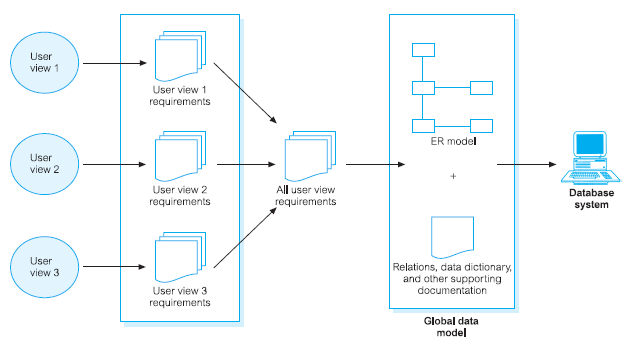 User
view 1
User view 1
requirements
User
view 2
User view 2
requirements
User
view 3
User view 3
requirements
All user view
requirements
ER model
+
Relations, data dictionary,
and other supporting
documentation
Global data
model
Database
system